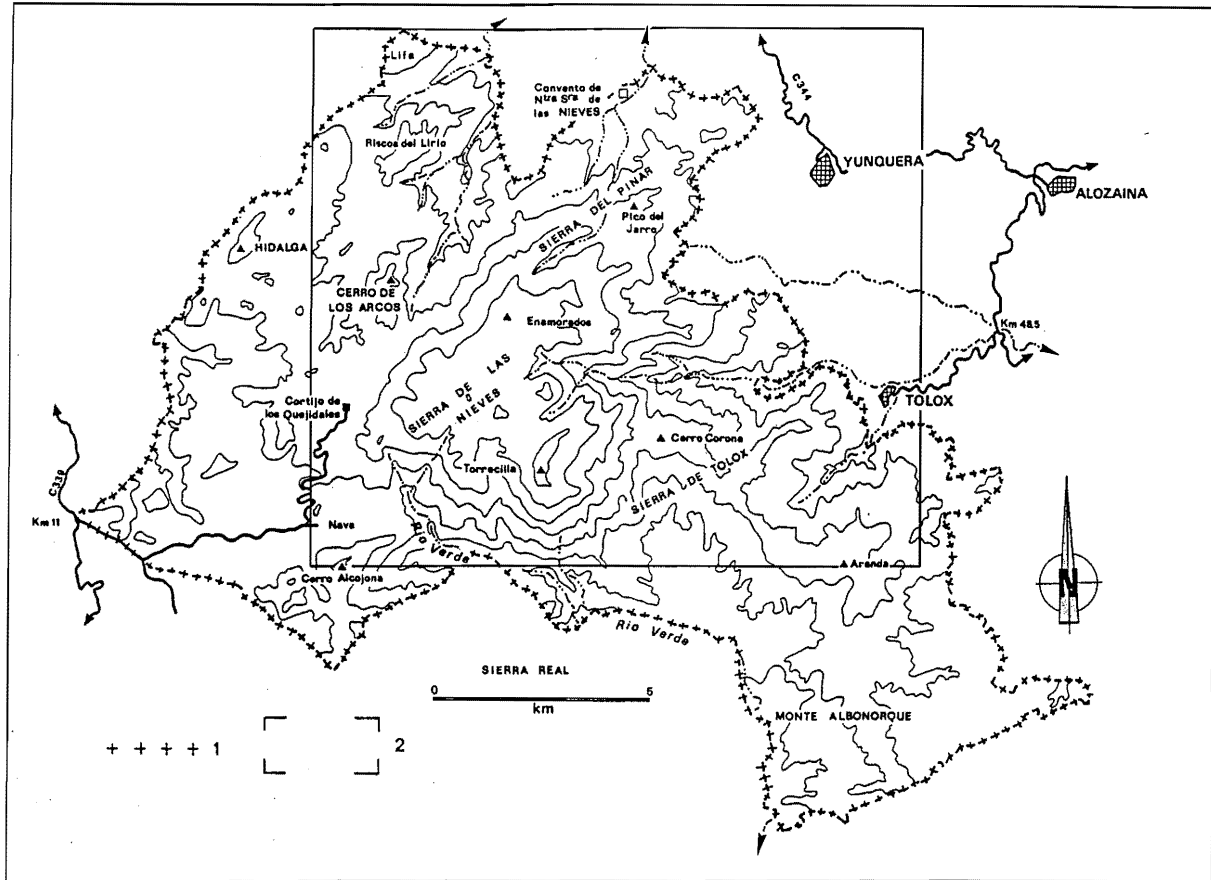 Lifa
Convento de
Ntra Sra de
las NIEVES
C344
Riscos del Lirio
YUNQUERA
ALOZAINA
SIERRA DEL PINAR
Pico del
Jarro
HIDALGA
CERRO DE
LOS ARCOS
Enamorados
Km 48.5
SIERRA DE LAS
NIEVES
Cortijo de
los Quejidales
TOLOX
Cerro Corona
Torrecilla
SIERRA DE TOLOX
C339
Km 11
Nava
Rio Verde
Cerro Alcojona
Aranda
N
Rio Verde
SIERRA REAL
0 5
km
MONTE ALBONORQUE
1
2